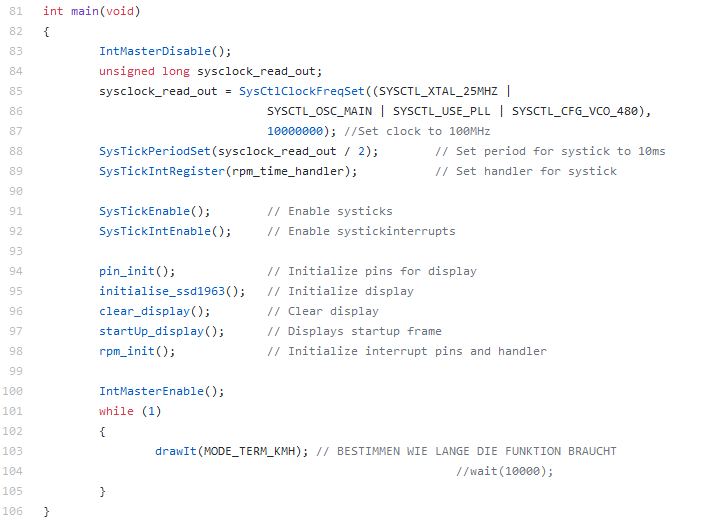 81 int main(void)
82 {
83 IntMasterDisable();
84 unsigned long sysclock_read_out;
85 sysclock_read_out = SysCtlClockFreqSet((SYSCTL_XTAL_25MHZ |
86 SYSCTL_OSC_MAIN | SYSCTL_USE_PLL | SYSCTL_CFG_VCO_480),
87 10000000); //Set clock to 100MHz
88 SysTickPeriodSet(sysclock_read_out / 2); // Set period for systick to 10ms
89 SysTickIntRegister(rpm_time_handler); // Set handler for systick
90
91 SysTickEnable(); // Enable systicks
92 SysTickIntEnable(); // Enable systickinterrupts
93
94 pin_init(); // Initialize pins for display
95 initialise_ssd1963(); // Initialize display
96 clear_display(); // Clear display
97 startUp_display(); // Displays startup frame
98 rpm_init(); // Initialize interrupt pins and handler
99
100 IntMasterEnable();
101 while (1)
102 {
103 drawIt(MODE_TERM_KMH); // BESTIMMEN WIE LANGE DIE FUNKTION BRAUCHT
104 //wait(10000);
105 }
106 }